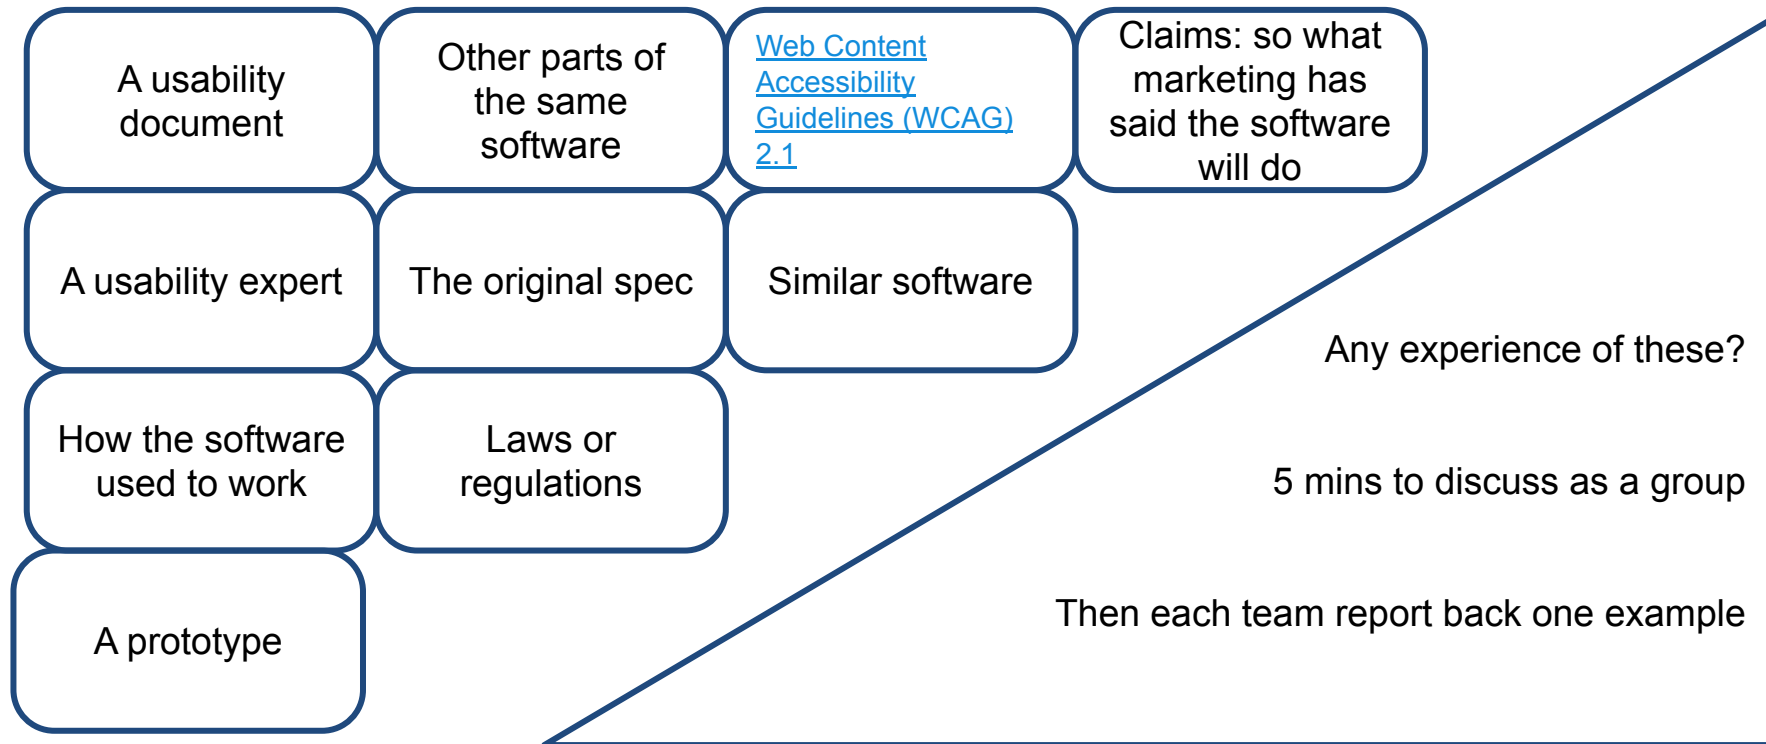 A usability
document
Other parts of
the same
software
Web Content
Accessibility
Guidelines (WCAG)
2.1
Claims: so what
marketing has
said the software
will do
A usability expert
The original spec
Similar software
How the software
used to work
Laws or
regulations
A prototype
Any experience of these?
5 mins to discuss as a group
Then each team report back one example